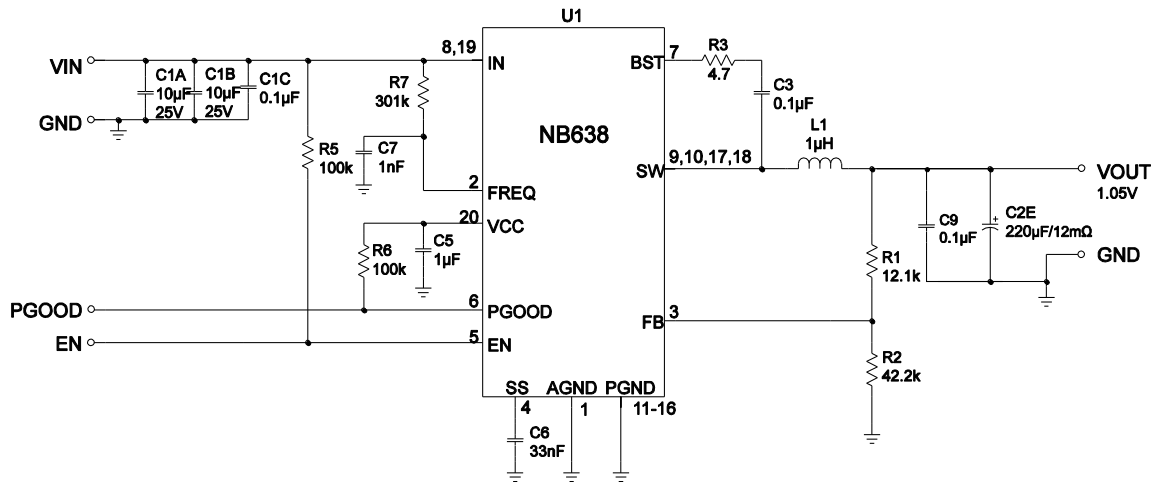 U1
NB638
VIN
GND
C1A
10µF
25V
C1B
10µF
25V
C1C
0.1µF
8,19
IN
R7
301k
C7
1nF
R5
100k
2
FREQ
20
VCC
R6
100k
C5
1µF
PGOOD
6
PGOOD
EN
5
EN
SS
4
AGND
1
PGND
11-16
C6
33nF
BST
7
R3
4.7
C3
0.1µF
SW
9,10,17,18
L1
1µH
VOUT
1.05V
C9
0.1µF
+
C2E
220µF/12mΩ
GND
R1
12.1k
FB
3
R2
42.2k